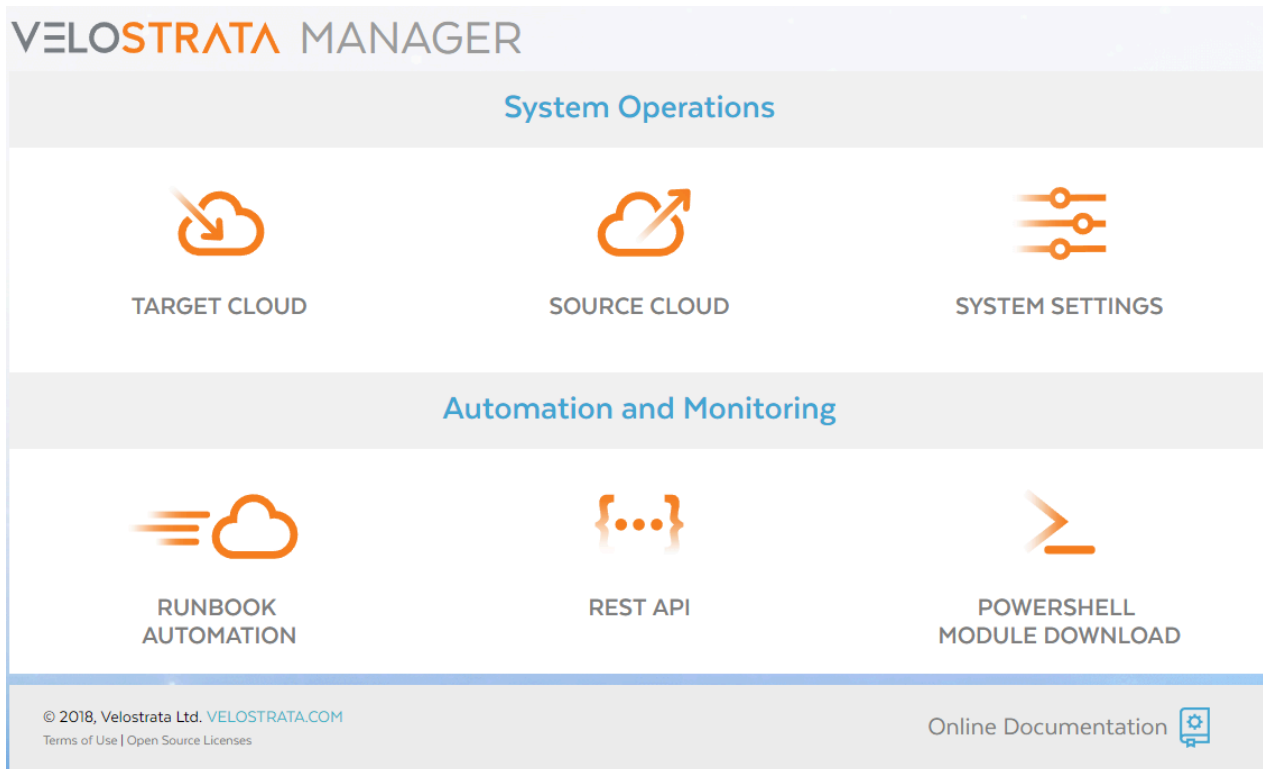 VELOSTRATA MANAGER
System Operations
TARGET CLOUD
SOURCE CLOUD
SYSTEM SETTINGS
Automation and Monitoring
RUNBOOK
AUTOMATION
REST API
POWERSHELL
MODULE DOWNLOAD
© 2018, Velostrata Ltd. VELOSTRATA.COM
Terms of Use | Open Source Licenses
Online Documentation